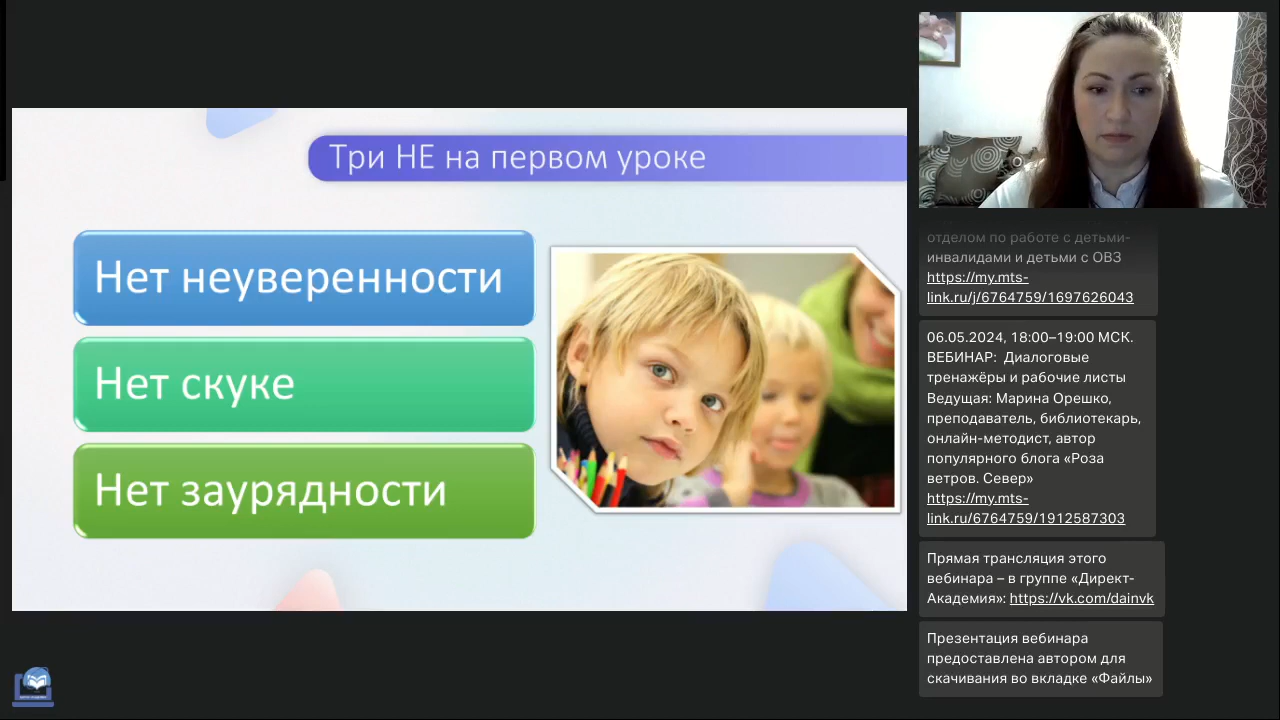 Три НЕ на первом уроке
Нет неуверенности
Нет скуке
Нет заурядности
отделом по работе с детьми-
инвалидами и детьми с ОВЗ
https://my.mts-
link.ru/j/6764759/1697626043
06.05.2024, 18:00–19:00 МСК.
ВЕБИНАР:  Диалоговые
тренажёры и рабочие листы
Ведущая: Марина Орешко,
преподаватель, библиотекарь,
онлайн-методист, автор
популярного блога «Роза
ветров. Север»
https://my.mts-
link.ru/6764759/1912587303
Прямая трансляция этого
вебинара – в группе «Директ-
Академия»: https://vk.com/dainvk
Презентация вебинара
предоставлена автором для
скачивания во вкладке «Файлы»